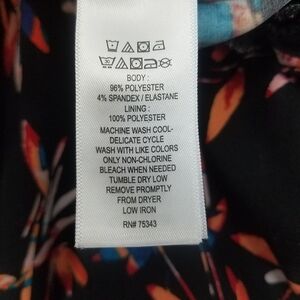 BODY :
96% POLYESTER
4% SPANDEX / ELASTANE
LINING :
100% POLYESTER
MACHINE WASH COOL-
DELICATE CYCLE
WASH WITH LIKE COLORS
ONLY NON-CHLORINE
BLEACH WHEN NEEDED
TUMBLE DRY LOW
REMOVE PROMPTLY
FROM DRYER
LOW IRON
RN# 75343